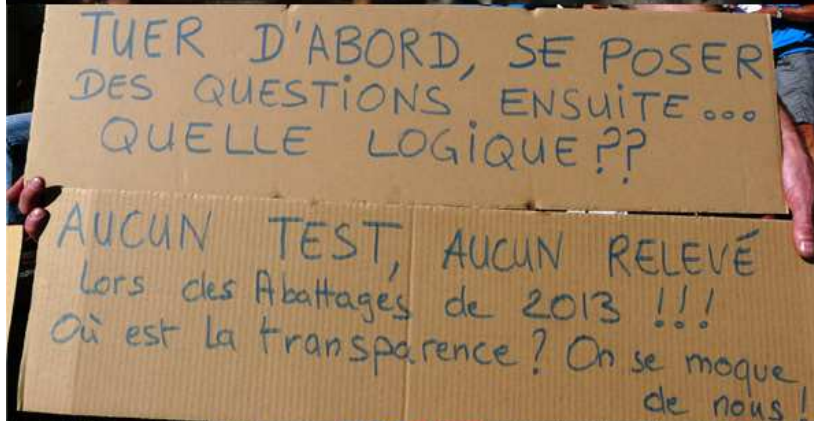 TUER D'ABORD, SE POSER
DES QUESTIONS ENSUITE...
QUELLE LOGIQUE??
AUCUN TEST, AUCUN RELEVÉ
Lors des Abattages de 2013 !!!
Où est la transparence? On se moque
de nous!